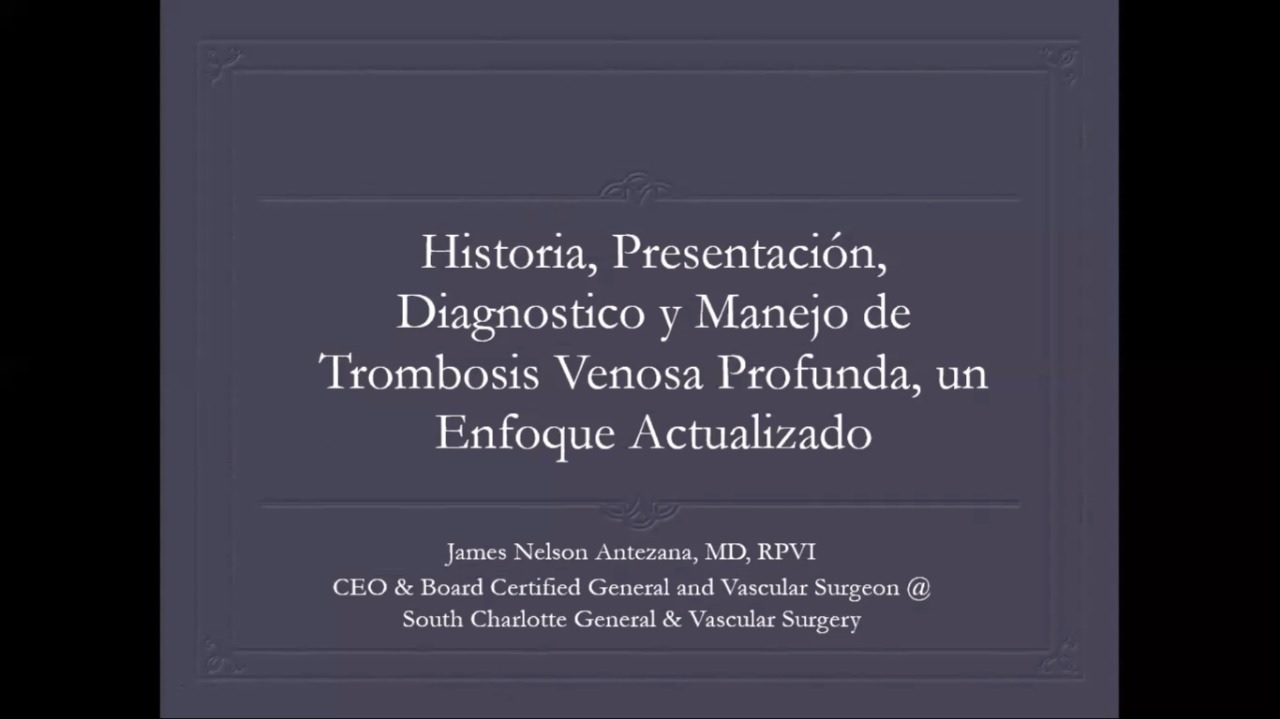 Historia, Presentación,
Diagnostico y Manejo de
Trombosis Venosa Profunda, un
Enfoque Actualizado
James Nelson Antezana, MD, RPVI
CEO & Board Certified General and Vascular Surgeon @
South Charlotte General & Vascular Surgery